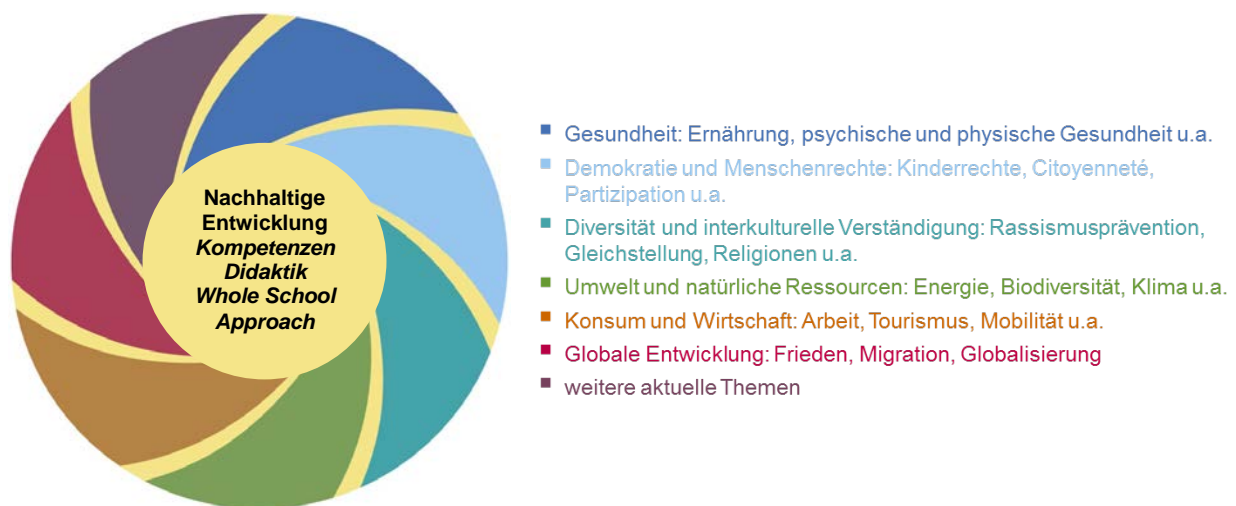 Nachhaltige
Entwicklung
Kompetenzen
Didaktik
Whole School
Approach
Gesundheit: Ernährung, psychische und physische Gesundheit u.a.
Demokratie und Menschenrechte: Kinderrechte, Citoyenneté,
Partizipation u.a.
Diversität und interkulturelle Verständigung: Rassismusprävention,
Gleichstellung, Religionen u.a.
Umwelt und natürliche Ressourcen: Energie, Biodiversität, Klima u.a.
Konsum und Wirtschaft: Arbeit, Tourismus, Mobilität u.a.
Globale Entwicklung: Frieden, Migration, Globalisierung
weitere aktuelle Themen